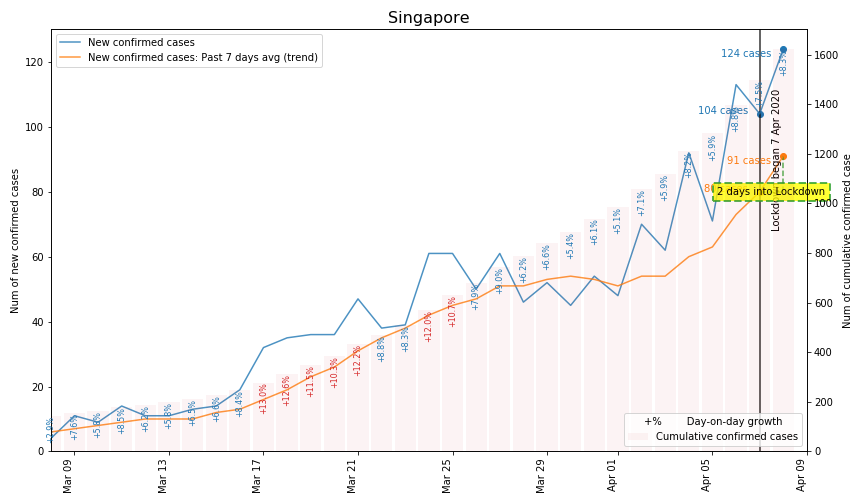 Singapore
New confirmed cases
New confirmed cases: Past 7 days avg (trend)
Num of new confirmed cases
Num of cumulative confirmed case
0
20
40
60
80
100
120
0
200
400
600
800
1000
1200
1400
1600
124 cases
104 cases
91 cases
2 days into Lockdown
began 7 Apr 2020
+7.6%
+8.5%
+8.4%
+13.0%
+12.6%
+11.5%
+10.3%
+12.2%
+8.8%
+8.3%
+12.0%
+10.7%
+7.9%
+9.0%
+6.2%
+6.6%
+5.4%
+6.1%
+5.1%
+7.1%
+5.9%
+8.2%
+5.9%
+8.8%
+7.5%
+8.3%
+% Day-on-day growth
Cumulative confirmed cases
Mar 09
Mar 13
Mar 17
Mar 21
Mar 25
Mar 29
Apr 01
Apr 05
Apr 09